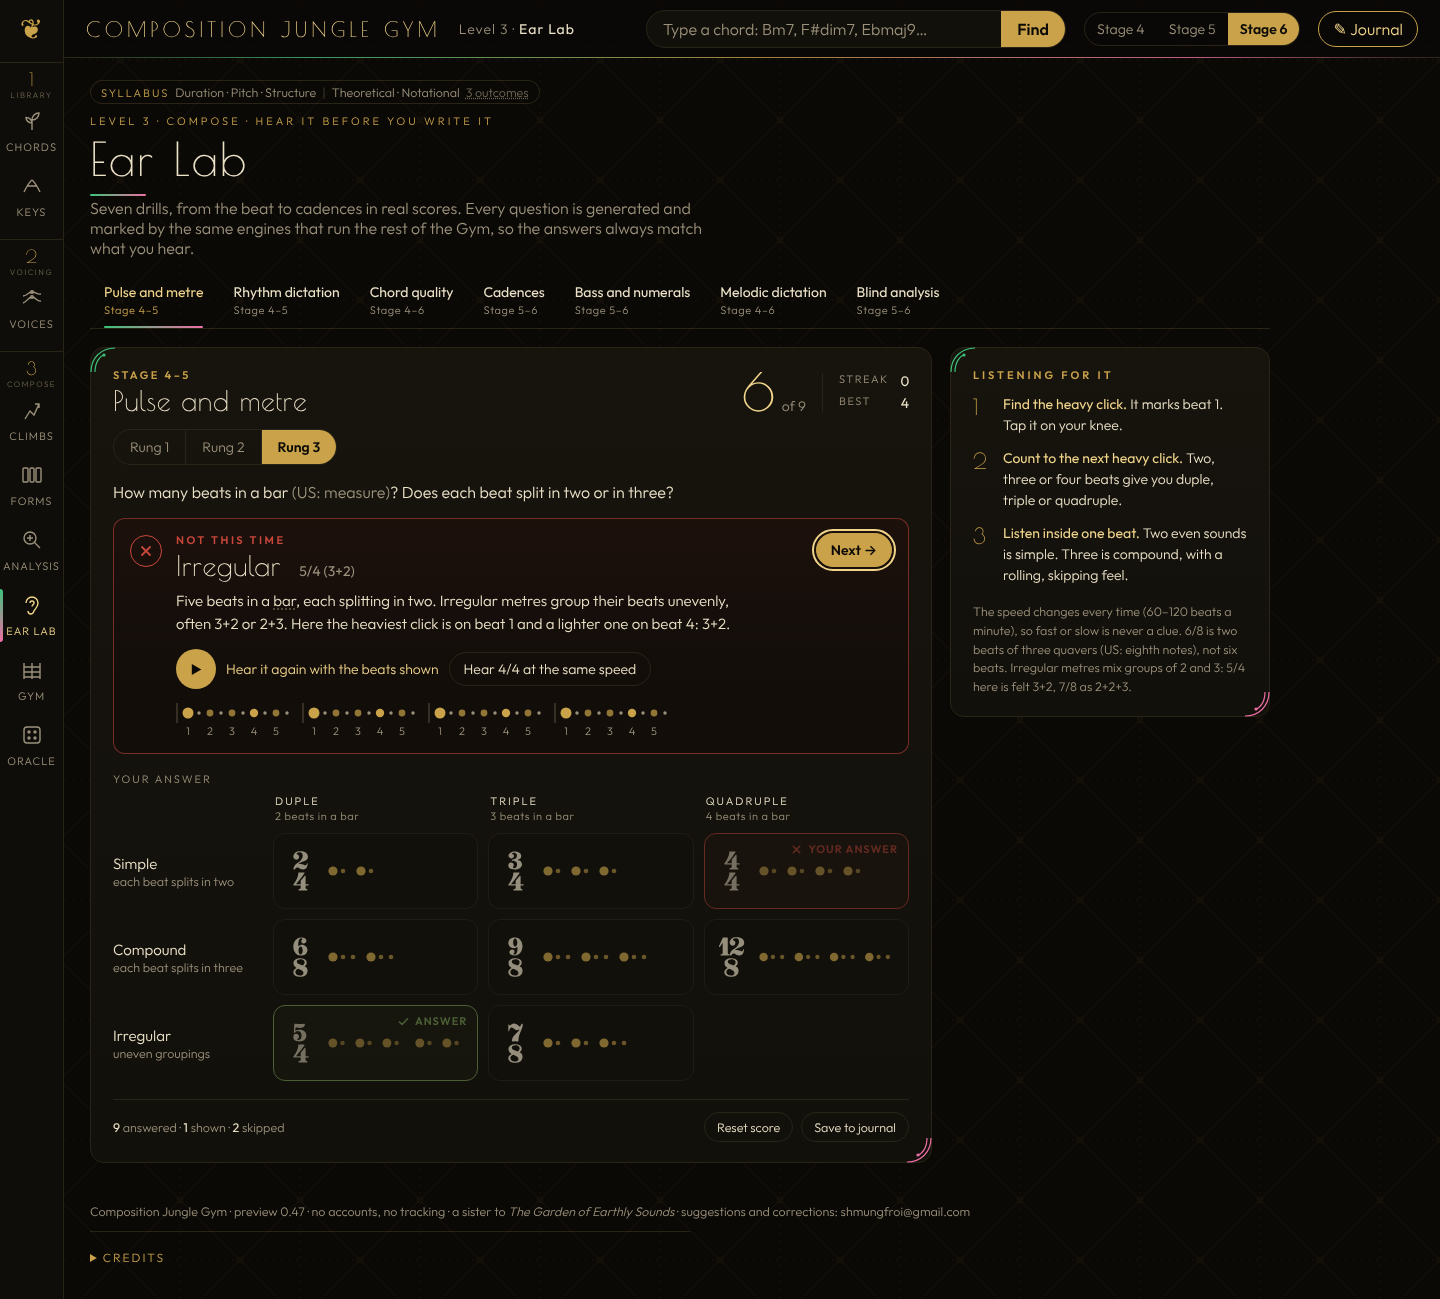 COMPOSITION JUNGLE GYM
Level 3 · Ear Lab
Type a chord: Bm7, F#dim7, Ebmaj9...
Find
Stage 4
Stage 5
Stage 6
✎ Journal
1
LIBRARY
CHORDS
KEYS
2
VOICING
VOICES
3
COMPOSE
CLIMBS
FORMS
ANALYSIS
EAR LAB
GYM
ORACLE
SYLLABUS Duration · Pitch · Structure | Theoretical · Notational 3 outcomes
LEVEL 3 · COMPOSE · HEAR IT BEFORE YOU WRITE IT
Ear Lab
Seven drills, from the beat to cadences in real scores. Every question is generated and
marked by the same engines that run the rest of the Gym, so the answers always match
what you hear.
Pulse and metre
Stage 4–5
Rhythm dictation
Stage 4–5
Chord quality
Stage 4–6
Cadences
Stage 5–6
Bass and numerals
Stage 5–6
Melodic dictation
Stage 4–6
Blind analysis
Stage 5–6
STAGE 4–5
Pulse and metre
6 of 9
STREAK 0
BEST 4
Rung 1
Rung 2
Rung 3
How many beats in a bar (US: measure)? Does each beat split in two or in three?
NOT THIS TIME
Irregular 5/4 (3+2)
Next →
Five beats in a bar, each splitting in two. Irregular metres group their beats unevenly,
often 3+2 or 2+3. Here the heaviest click is on beat 1 and a lighter one on beat 4: 3+2.
Hear it again with the beats shown
Hear 4/4 at the same speed
1 2 3 4 5 1 2 3 4 5 1 2 3 4 5 1 2 3 4 5
YOUR ANSWER
DUPLE
2 beats in a bar
TRIPLE
3 beats in a bar
QUADRUPLE
4 beats in a bar
Simple
each beat splits in two
2
4
3
4
4
4
✕ YOUR ANSWER
Compound
each beat splits in three
6
8
9
8
12
8
Irregular
uneven groupings
5
4
✓ ANSWER
7
8
9 answered · 1 shown · 2 skipped
Reset score
Save to journal
LISTENING FOR IT
1 Find the heavy click. It marks beat 1.
Tap it on your knee.
2 Count to the next heavy click. Two,
three or four beats give you duple,
triple or quadruple.
3 Listen inside one beat. Two even sounds
is simple. Three is compound, with a
rolling, skipping feel.
The speed changes every time (60–120 beats a
minute), so fast or slow is never a clue. 6/8 is two
beats of three quavers (US: eighth notes), not six
beats. Irregular metres mix groups of 2 and 3: 5/4
here is felt 3+2, 7/8 as 2+2+3.
Composition Jungle Gym · preview 0.47 · no accounts, no tracking · a sister to The Garden of Earthly Sounds · suggestions and corrections: shmungfroi@gmail.com
CREDITS